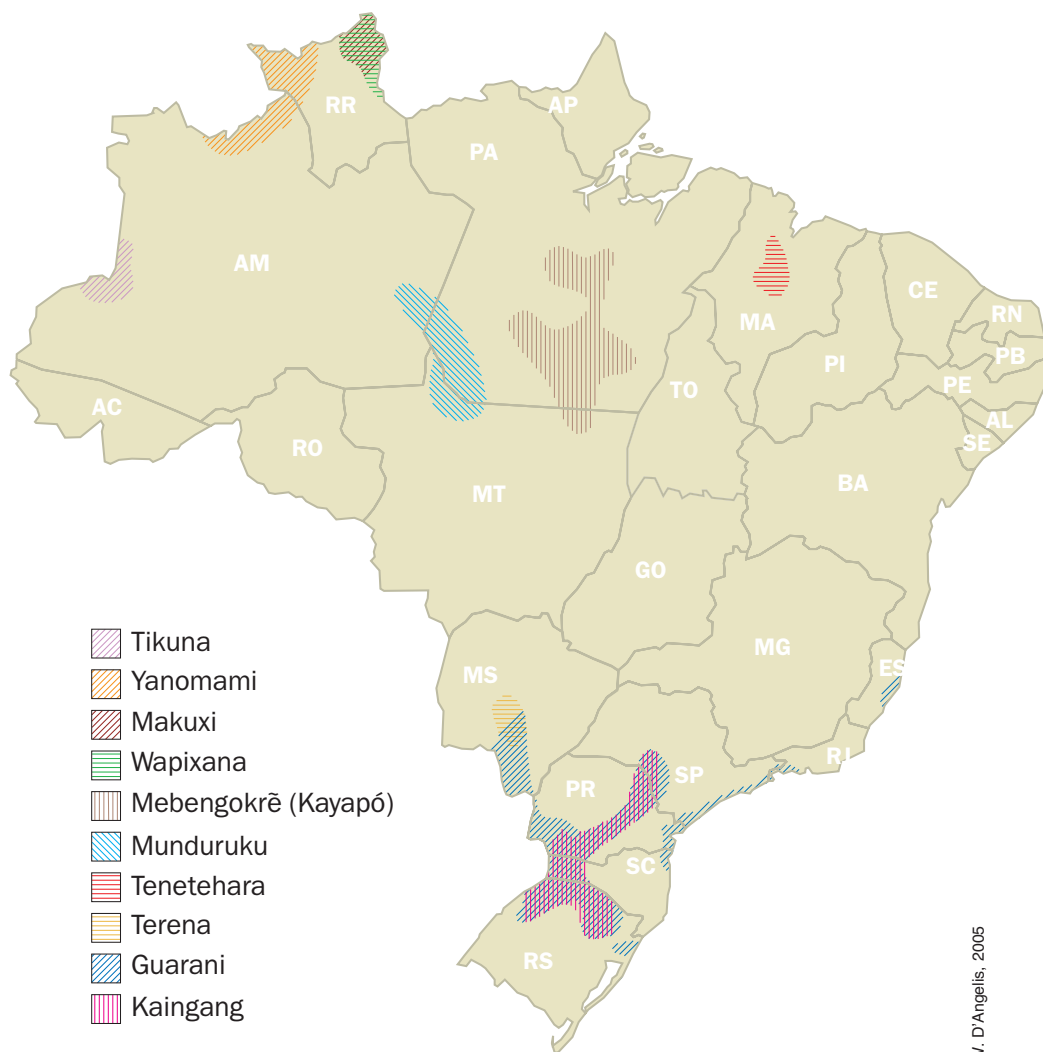 RR
AP
PA
AM
MA
CE
RN
PB
PI
PE
TO
AC
AL
SE
RO
MT
BA
GO
MG
MS
ES
RJ
SP
PR
SC
RS
Tikuna
Yanomami
Makuxi
Wapixana
Mebengokrẽ (Kayapó)
Munduruku
Tenetehara
Terena
Guarani
Kaingang
D'Angelis, 2005